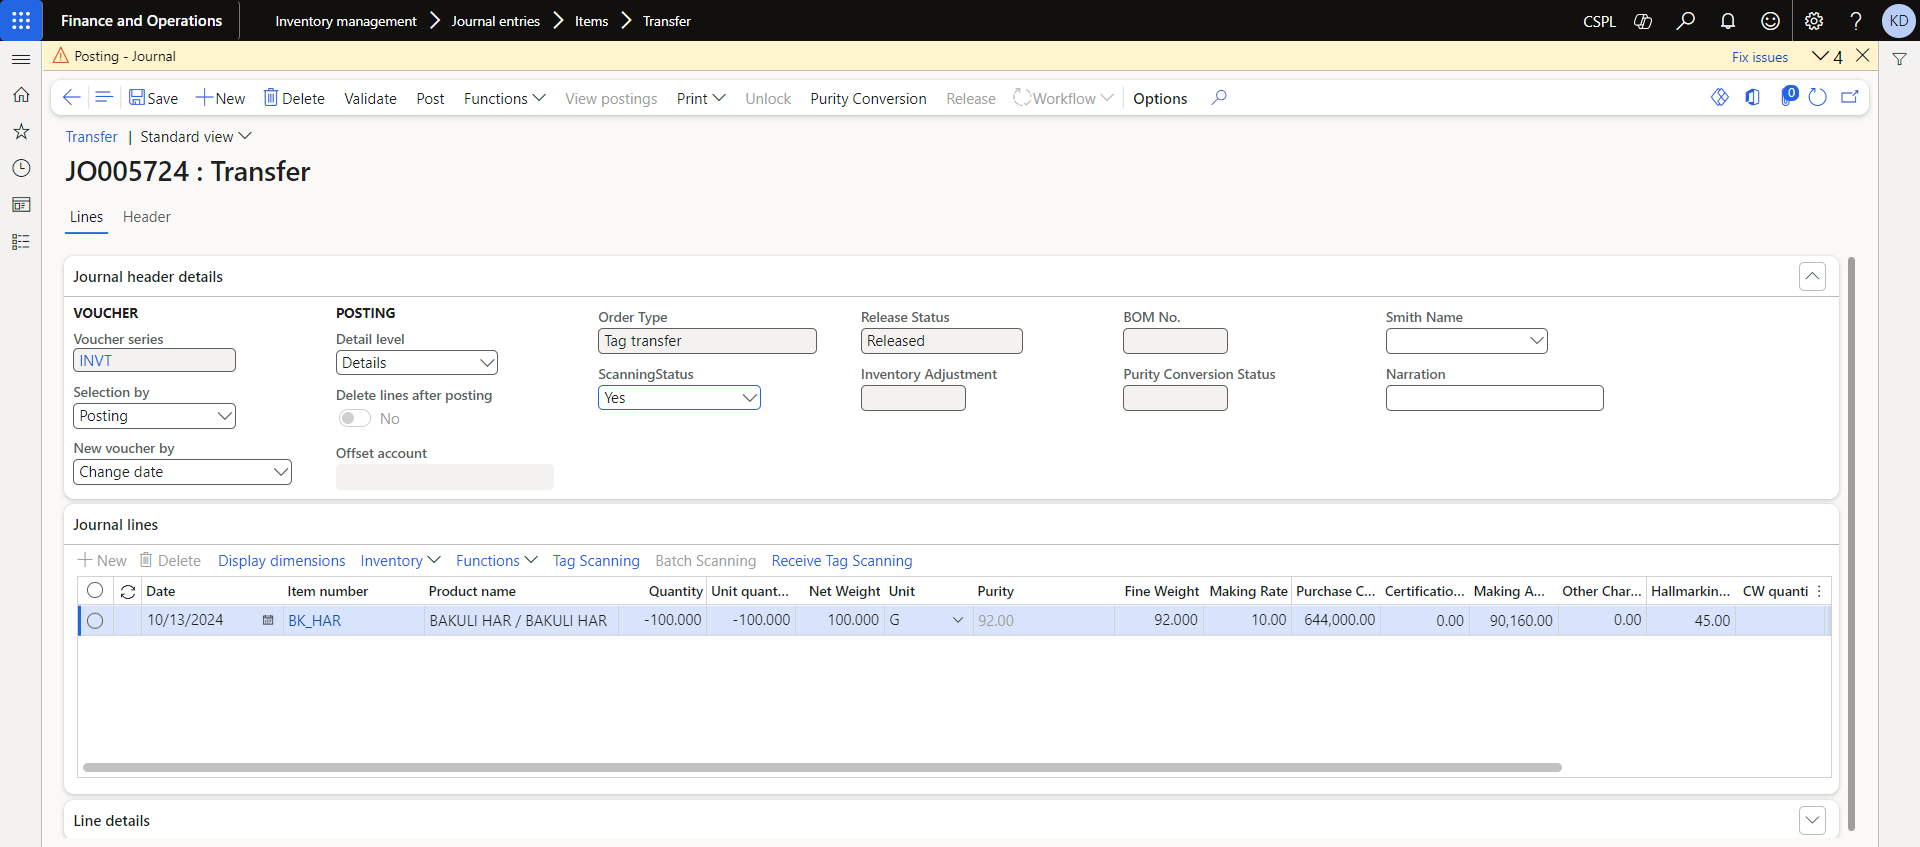 Finance and Operations
Inventory management
Journal entries
Items
Transfer
CSPL
KD
Posting - Journal
Fix issues
4
Save
New
Delete
Validate
Post
Functions
View postings
Print
Unlock
Purity Conversion
Release
Workflow
Options
0
Transfer | Standard view
JO005724 : Transfer
Lines
Header
Journal header details
VOUCHER
Voucher series
INVT
Selection by
Posting
New voucher by
Change date
POSTING
Detail level
Details
Delete lines after posting
No
Offset account
Order Type
Tag transfer
ScanningStatus
Yes
Release Status
Released
Inventory Adjustment
BOM No.
Purity Conversion Status
Smith Name
Narration
Journal lines
New Delete Display dimensions Inventory Functions Tag Scanning Batch Scanning Receive Tag Scanning
Date Item number Product name Quantity Unit quant... Net Weight Unit Purity Fine Weight Making Rate Purchase C... Certificatio... Making A... Other Char... Hallmarkin... CW quanti
10/13/2024 BK_HAR BAKULI HAR / BAKULI HAR -100.000 -100.000 100.000 G 92.00 92.000 10.00 644,000.00 0.00 90,160.00 0.00 45.00
Line details